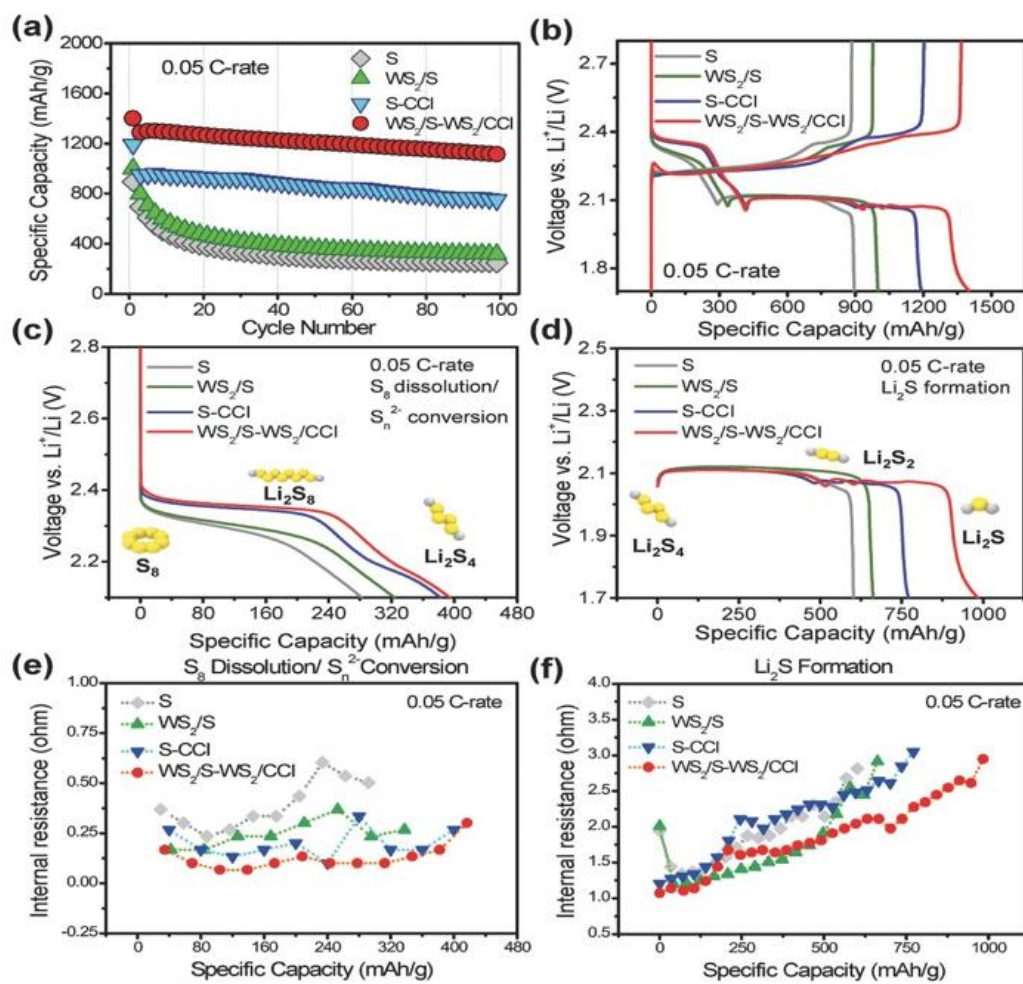 (a)
2000
1600
1200
800
400
0
0
20
40
60
80
100
Specific Capacity (mAh/g)
Cycle Number
0.05 C-rate
S
WS₂/S
S-CCI
WS₂/S-WS₂/CCI
(b)
2.7
2.4
2.1
1.8
0
300
600
900
1200
1500
Voltage vs. Li⁺/Li (V)
Specific Capacity (mAh/g)
S
WS₂/S
S-CCI
WS₂/S-WS₂/CCI
0.05 C-rate
(c)
2.8
2.6
2.4
2.2
0
80
160
240
320
400
480
Voltage vs. Li⁺/Li (V)
Specific Capacity (mAh/g)
S
WS₂/S
S-CCI
WS₂/S-WS₂/CCI
0.05 C-rate
S₈ dissolution/
Sₙ²⁻ conversion
Li₂S₈
Li₂S₄
S₈
(d)
2.5
2.3
2.1
1.9
1.7
0
250
500
750
1000
Voltage vs. Li⁺/Li (V)
Specific Capacity (mAh/g)
S
WS₂/S
S-CCI
WS₂/S-WS₂/CCI
0.05 C-rate
Li₂S formation
Li₂S₂
Li₂S₄
Li₂S
(e)
S₈ Dissolution/ Sₙ²⁻Conversion
1.00
0.75
0.50
0.25
0.00
-0.25
0
80
160
240
320
400
480
Internal resistance (ohm)
Specific Capacity (mAh/g)
S
WS₂/S
S-CCI
WS₂/S-WS₂/CCI
0.05 C-rate
(f)
Li₂S Formation
4.0
3.5
3.0
2.5
2.0
1.5
1.0
0.5
0
250
500
750
1000
Internal resistance (ohm)
Specific Capacity (mAh/g)
S
WS₂/S
S-CCI
WS₂/S-WS₂/CCI
0.05 C-rate